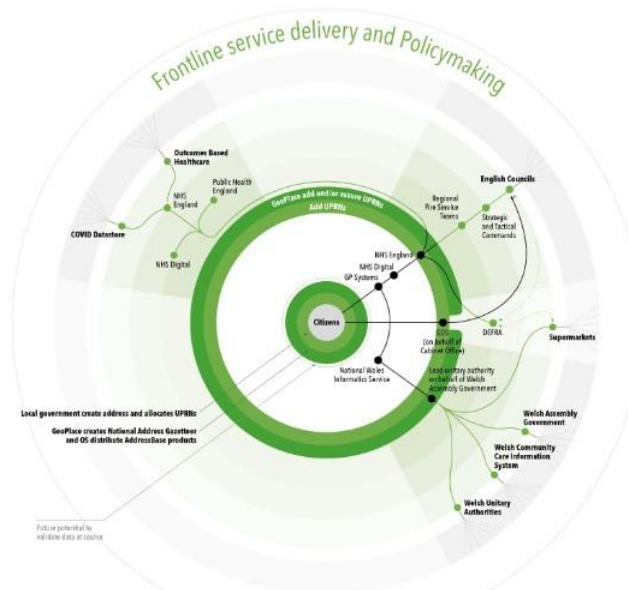 Frontline service delivery and Policymaking
Outcomes Based
Healthcare
Public Health
England
NHS
England
COVID Datastore
NHS Digital
GeoPlace add and/or assure UPRNs
Add UPRNs
English Councils
Regional
Fire Service
Teams
Strategic
and Tactical
Commands
NHS England
NHS Digital
GP Systems
Citizens
GDS
(on behalf of
Cabinet Office)
DEFRA
Supermarkets
National Wales
Informatics Service
Lead unitary authority
on behalf of Welsh
Assembly Government
Local government create address and allocates UPRNs
GeoPlace creates National Address Gazetteer
and OS distribute AddressBase products
Welsh Assembly
Government
Welsh Community
Care Information
System
Welsh Unitary
Authorities
Future potential to
validate data at source